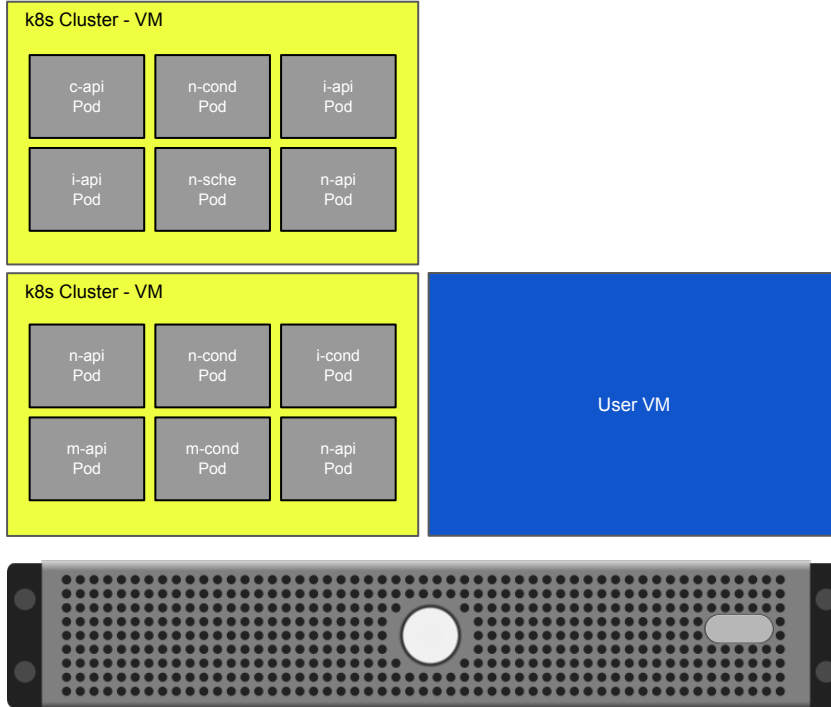 k8s Cluster - VM
c-api
Pod
n-cond
Pod
i-api
Pod
i-api
Pod
n-sche
Pod
n-api
Pod
k8s Cluster - VM
n-api
Pod
n-cond
Pod
i-cond
Pod
m-api
Pod
m-cond
Pod
n-api
Pod
User VM